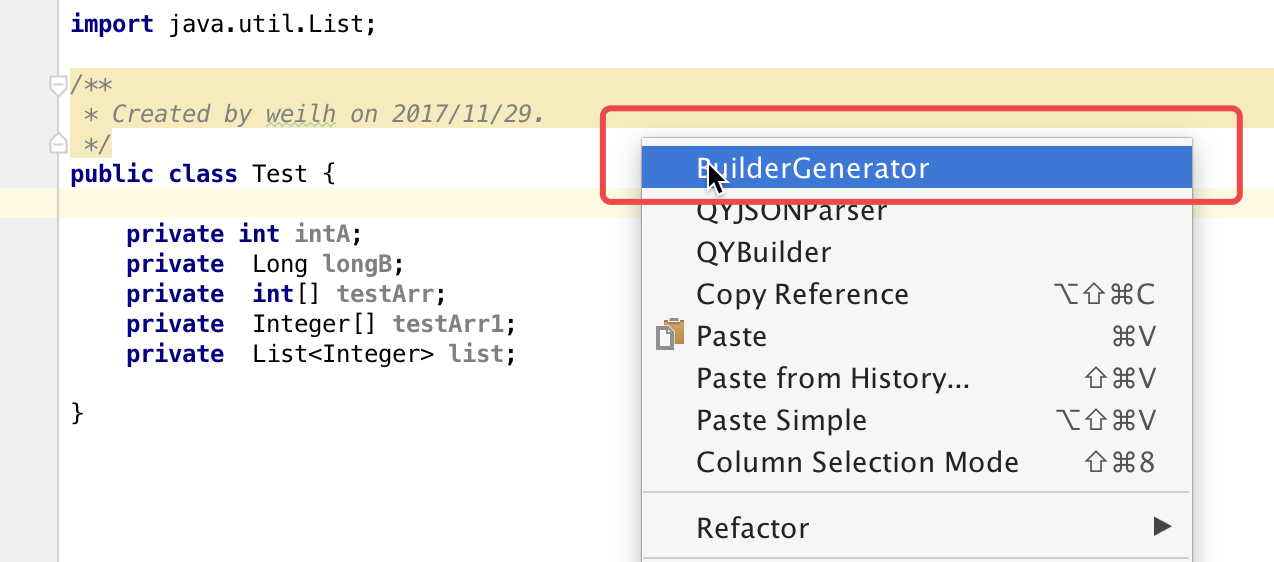 import java.util.List;
/**
* Created by weilh on 2017/11/29.
*/
public class Test {
private int intA;
private  Long longB;
private  int[] testArr;
private  Integer[] testArr1;
private  List<Integer> list;
}
BuilderGenerator
QYJSONParser
QYBuilder
Copy Reference ⌥⇧⌘C
Paste ⌘V
Paste from History... ⇧⌘V
Paste Simple ⌥⇧⌘V
Column Selection Mode ⇧⌘8
Refactor